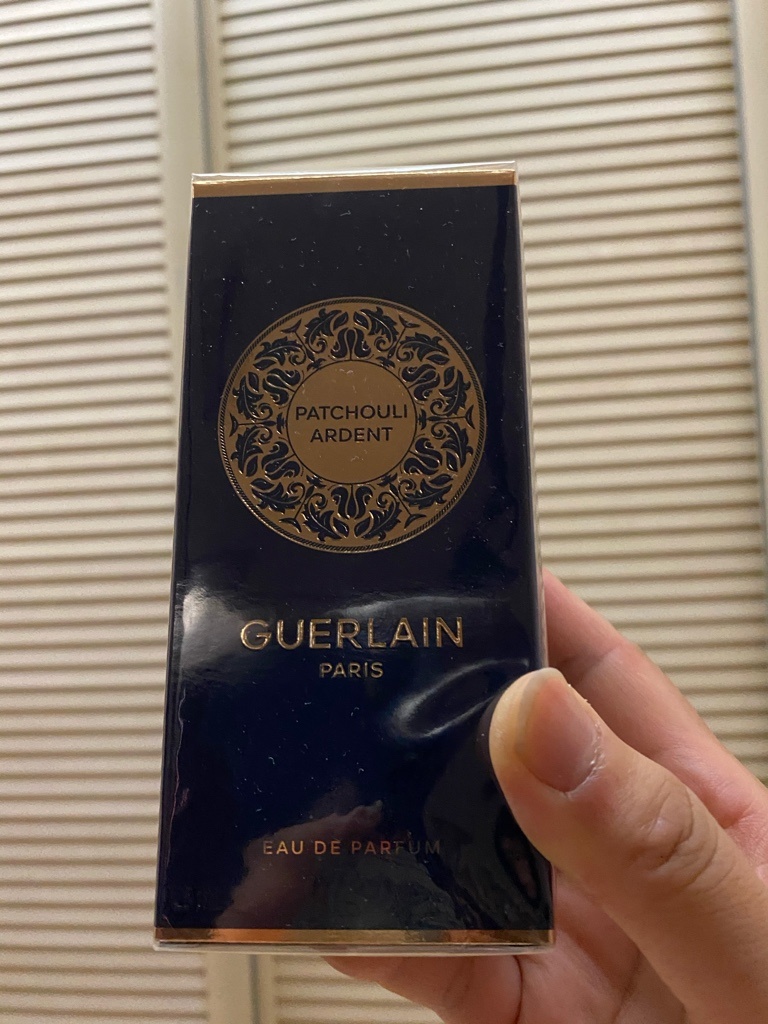 PATCHOULI
ARDENT
GUERLAIN
PARIS
EAU DE PARFUM